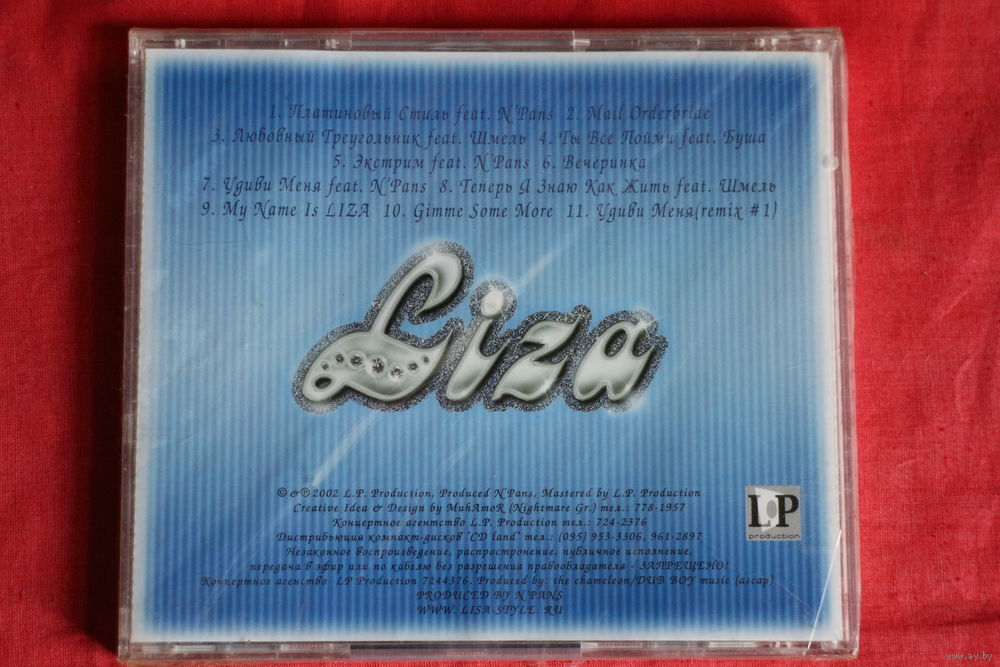 1. Платиновый Стиль feat. N'Pans 2. Mail Orderbride
3. Любовный Треугольник feat. Шмель 4. Ты Все Пойми feat. Буша
5. Экстрим feat. N'Pans 6. Вечеринка
7. Удиви Меня feat. N'Pans 8. Теперь Я Знаю Как Жить feat. Шмель
9. My Name Is LIZA 10. Gimme Some More 11. Удиви Меня(remix #1)
Liza
© & ℗ 2002 L.P. Production, Produced N'Pans, Mastered by L.P. Production
Creative Idea & Design by MuhAmoR (Nightmare Gr.) тел.: 778-1957
Концертное агентство L.P. Production тел.: 724-2376
Дистрибьюция компакт-дисков "CD land" тел.: (095) 953-3306, 961-2897
Незаконное воспроизведение, распростронение, публичное исполнение,
передача в эфир или по кабелю без разрешения правообладателя - ЗАПРЕЩЕНО!
Концертное агенство LP Production 7244376. Produced by: the chameleon/DUB BOY music (ascap)
PRODUCED BY N'PANS
WWW. LISA-STYLE. RU
LP
production
www.ay.by